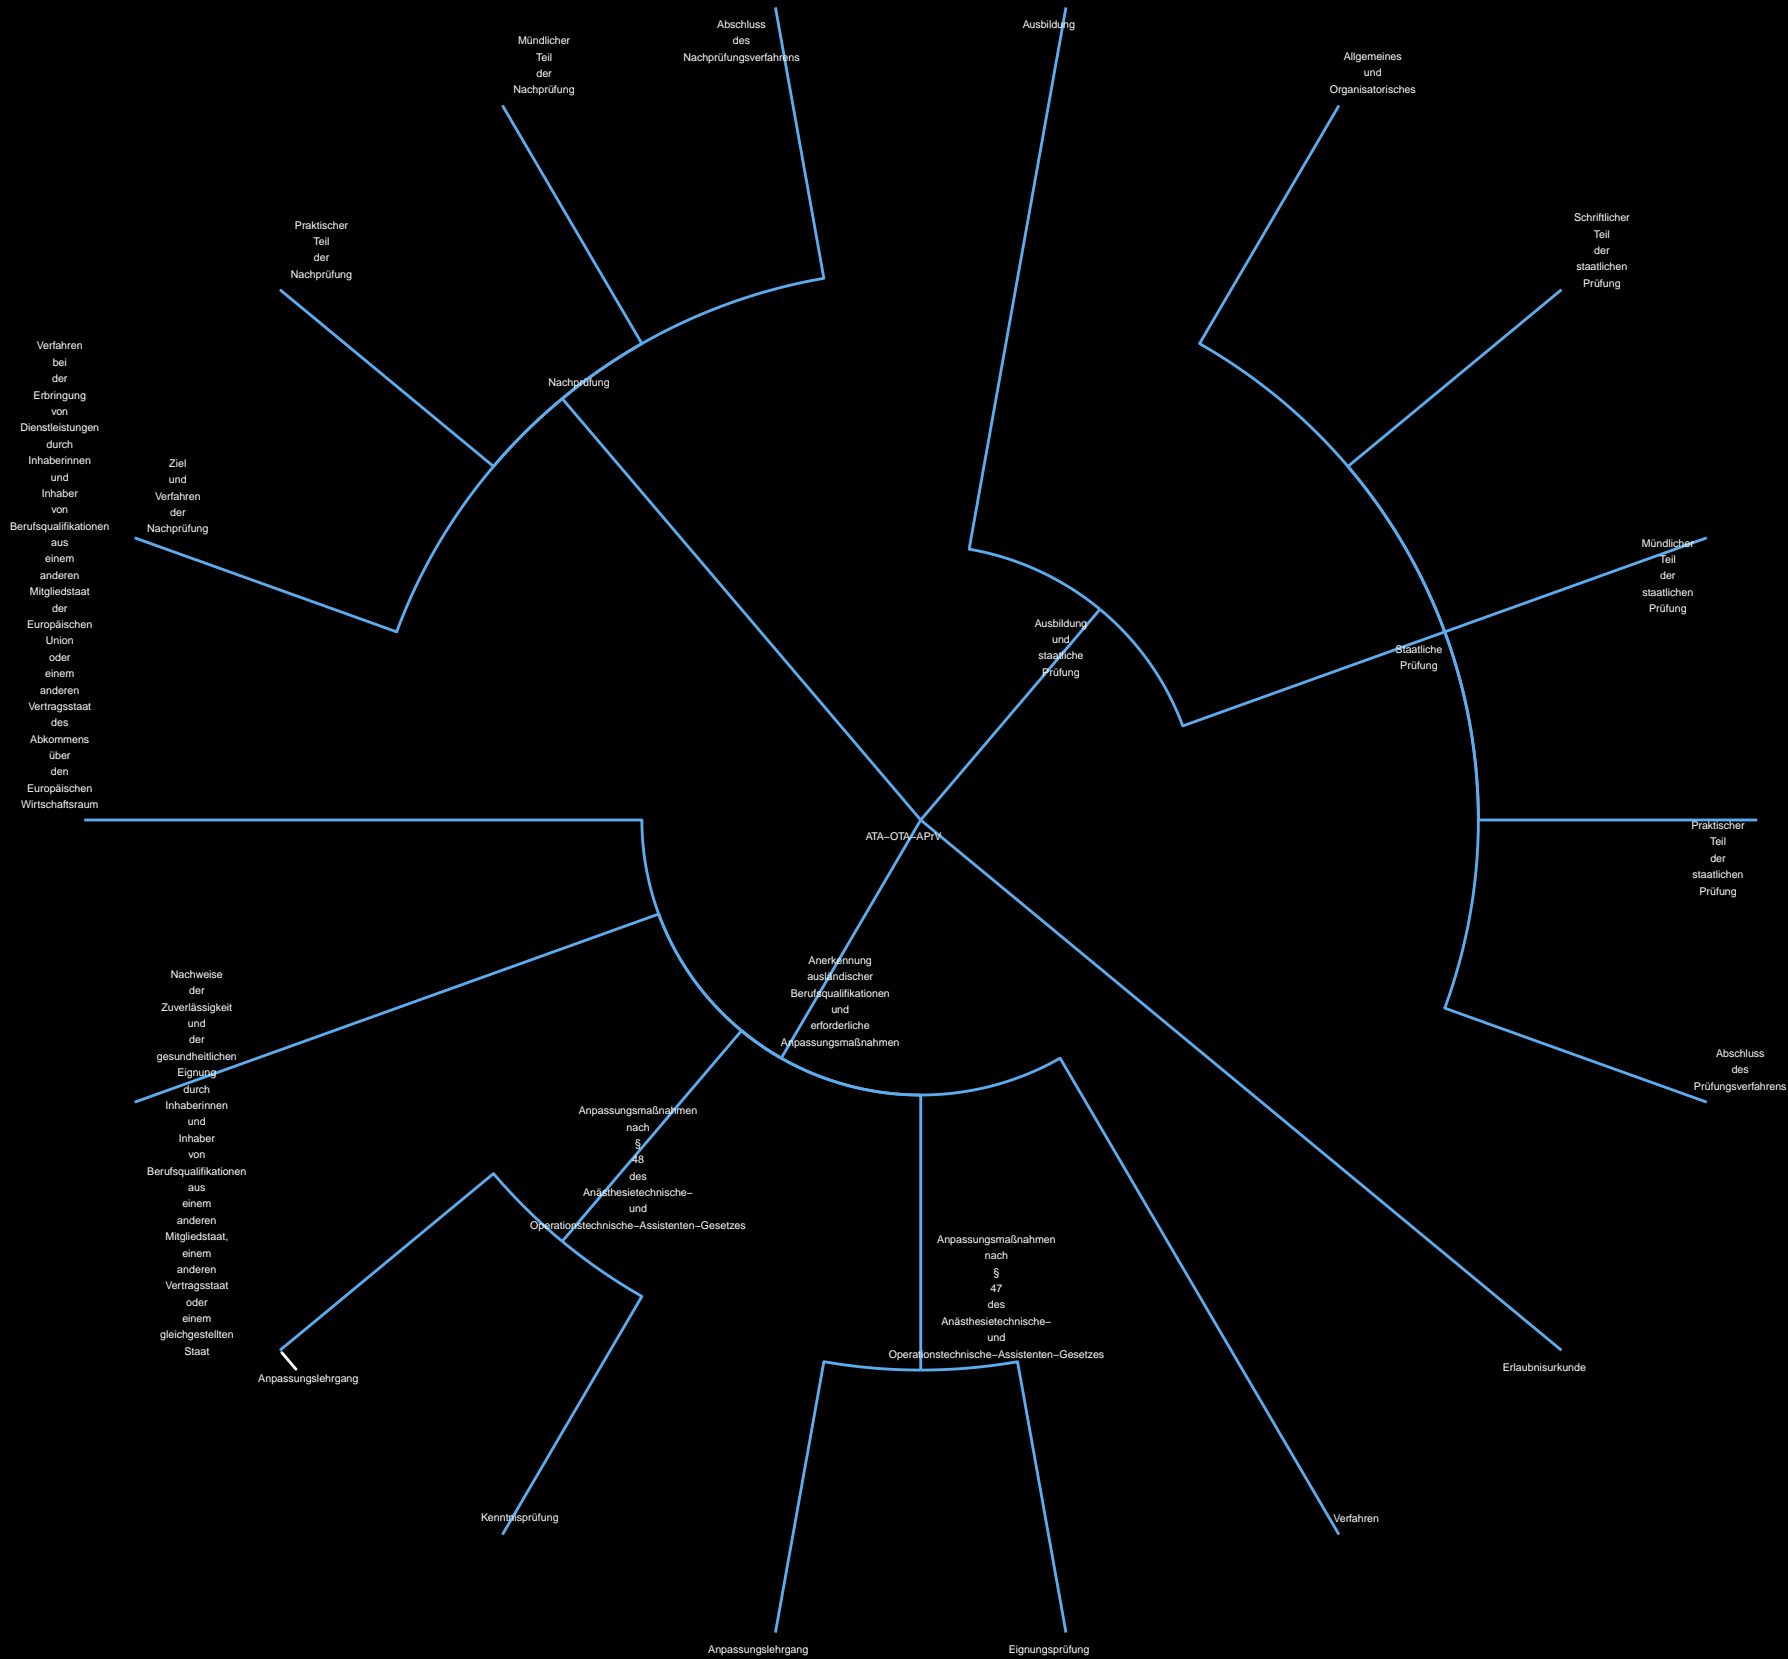 Abschluss
des
Nachprüfungsverfahrens
Ausbildung
Mündlicher
Teil
der
Nachprüfung
Allgemeines
und
Organisatorisches
Praktischer
Teil
der
Nachprüfung
Schriftlicher
Teil
der
staatlichen
Prüfung
Verfahren
bei
der
Erbringung
von
Dienstleistungen
durch
Inhaberinnen
und
Inhaber
von
Berufsqualifikationen
aus
einem
anderen
Mitgliedstaat
der
Europäischen
Union
oder
einem
anderen
Vertragsstaat
des
Abkommens
über
den
Europäischen
Wirtschaftsraum
Nachprüfung
Ziel
und
Verfahren
der
Nachprüfung
Mündlicher
Teil
der
staatlichen
Prüfung
Ausbildung
und
staatliche
Prüfung
Staatliche
Prüfung
ATA–OTA–APrV
Praktischer
Teil
der
staatlichen
Prüfung
Anerkennung
ausländischer
Berufsqualifikationen
und
erforderliche
Anpassungsmaßnahmen
Nachweise
der
Zuverlässigkeit
und
der
gesundheitlichen
Eignung
durch
Inhaberinnen
und
Inhaber
von
Berufsqualifikationen
aus
einem
anderen
Mitgliedstaat,
einem
anderen
Vertragsstaat
oder
einem
gleichgestellten
Staat
Abschluss
des
Prüfungsverfahrens
Anpassungsmaßnahmen
nach
§
48
des
Anästhesietechnische–
und
Operationstechnische–Assistenten–Gesetzes
Anpassungsmaßnahmen
nach
§
47
des
Anästhesietechnische–
und
Operationstechnische–Assistenten–Gesetzes
Erlaubnisurkunde
Anpassungslehrgang
Kenntnisprüfung
Verfahren
Anpassungslehrgang
Eignungsprüfung